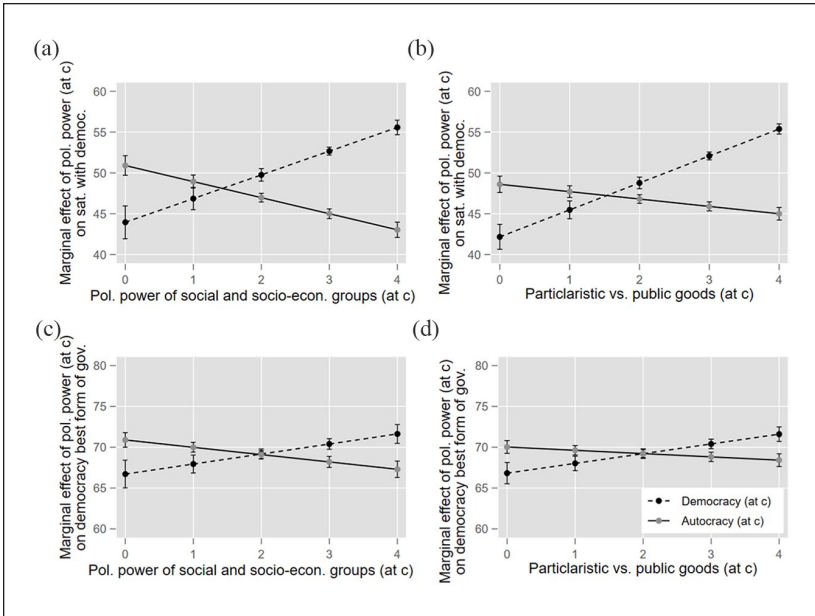 (a)
Marginal effect of pol. power (at c)
on sat. with democ.
60
55
50
45
40
0 1 2 3 4
Pol. power of social and socio-econ. groups (at c)
(b)
Marginal effect of pol. power (at c)
on sat. with democ.
60
55
50
45
40
0 1 2 3 4
Particlaristic vs. public goods (at c)
(c)
Marginal effect of pol. power (at c)
on democracy best form of gov.
80
75
70
65
60
0 1 2 3 4
Pol. power of social and socio-econ. groups (at c)
(d)
Marginal effect of pol. power (at c)
on democracy best form of gov.
80
75
70
65
60
0 1 2 3 4
Particlaristic vs. public goods (at c)
Democracy (at c)
Autocracy (at c)